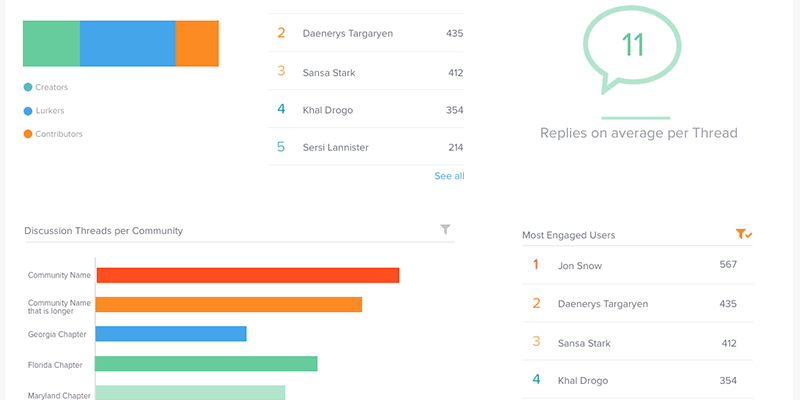 2 Daenerys Targaryen 435
3 Sansa Stark 412
4 Khal Drogo 354
5 Sersi Lannister 214
See all
Creators
Lurkers
Contributors
11
Replies on average per Thread
Discussion Threads per Community
Community Name
Community Name
that is longer
Georgia Chapter
Florida Chapter
Maryland Chapter
Most Engaged Users
1 Jon Snow 567
2 Daenerys Targaryen 435
3 Sansa Stark 412
4 Khal Drogo 354